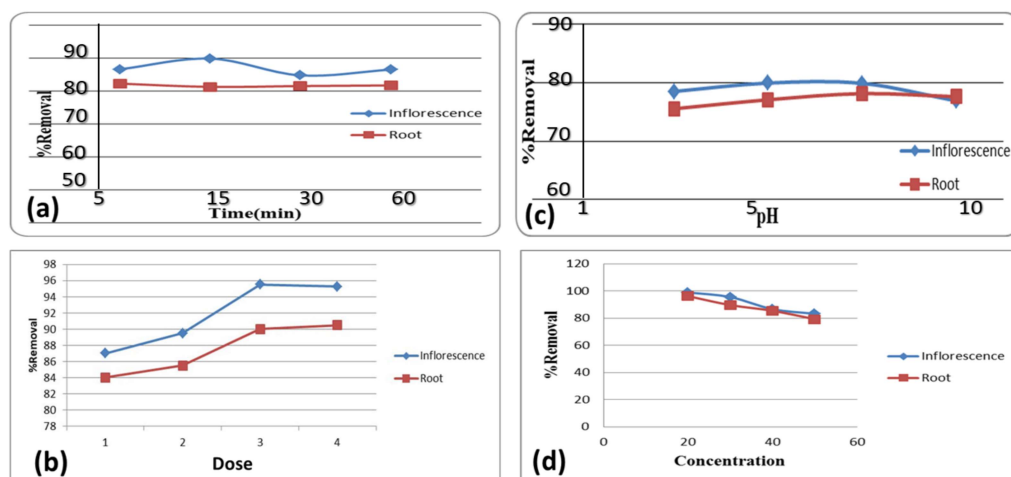 90
80
70
60
50
%Removal
Inflorescence
Root
5 15 30 60
Time(min)
(a)
90
80
70
60
%Removal
Inflorescence
Root
1 5 10
pH
(c)
98
96
94
92
90
88
86
84
82
80
78
%Removal
Inflorescence
Root
1 2 3 4
Dose
(b)
120
100
80
60
40
20
0
%Removal
Inflorescence
Root
0 20 40 60
Concentration
(d)